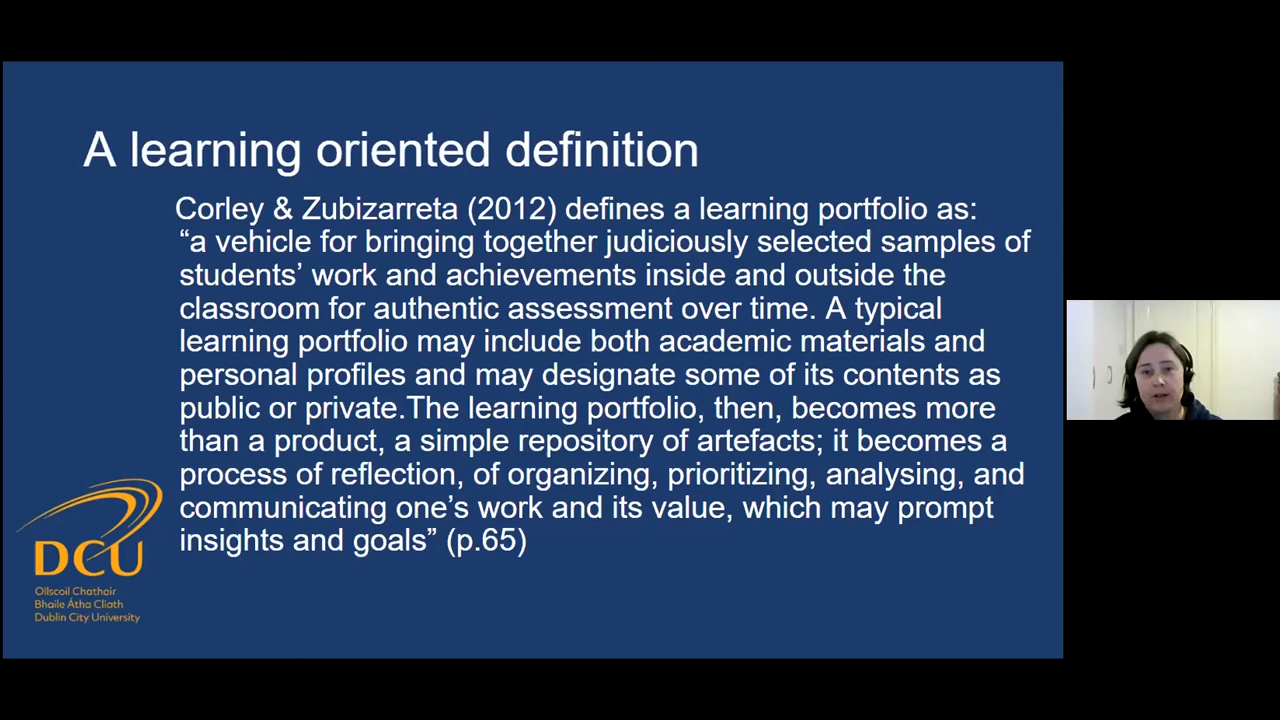 A learning oriented definition
Corley & Zubizarreta (2012) defines a learning portfolio as:
“a vehicle for bringing together judiciously selected samples of
students’ work and achievements inside and outside the
classroom for authentic assessment over time. A typical
learning portfolio may include both academic materials and
personal profiles and may designate some of its contents as
public or private.The learning portfolio, then, becomes more
than a product, a simple repository of artefacts; it becomes a
process of reflection, of organizing, prioritizing, analysing, and
communicating one’s work and its value, which may prompt
insights and goals” (p.65)
DCU
Ollscoil Chathair
Bhaile Átha Cliath
Dublin City University